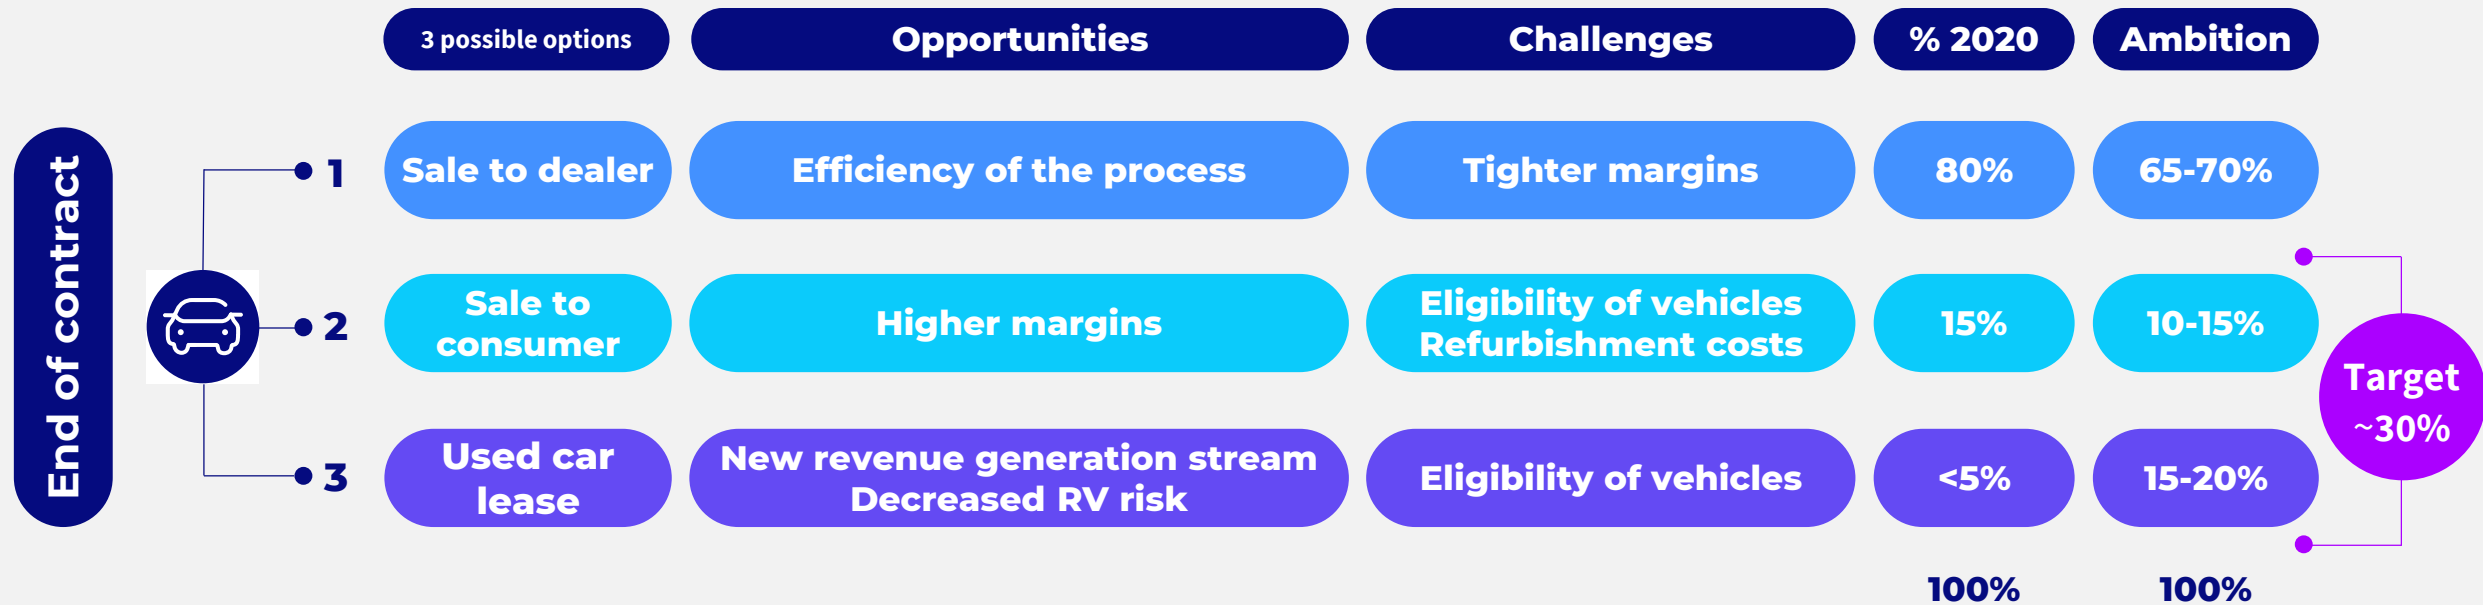 3 possible options
Opportunities
Challenges
% 2020
Ambition
End of contract
1
Sale to dealer
Efficiency of the process
Tighter margins
80%
65-70%
2
Sale to
consumer
Higher margins
Eligibility of vehicles
Refurbishment costs
15%
10-15%
3
Used car
lease
New revenue generation stream
Decreased RV risk
Eligibility of vehicles
<5%
15-20%
Target
~30%
100%
100%